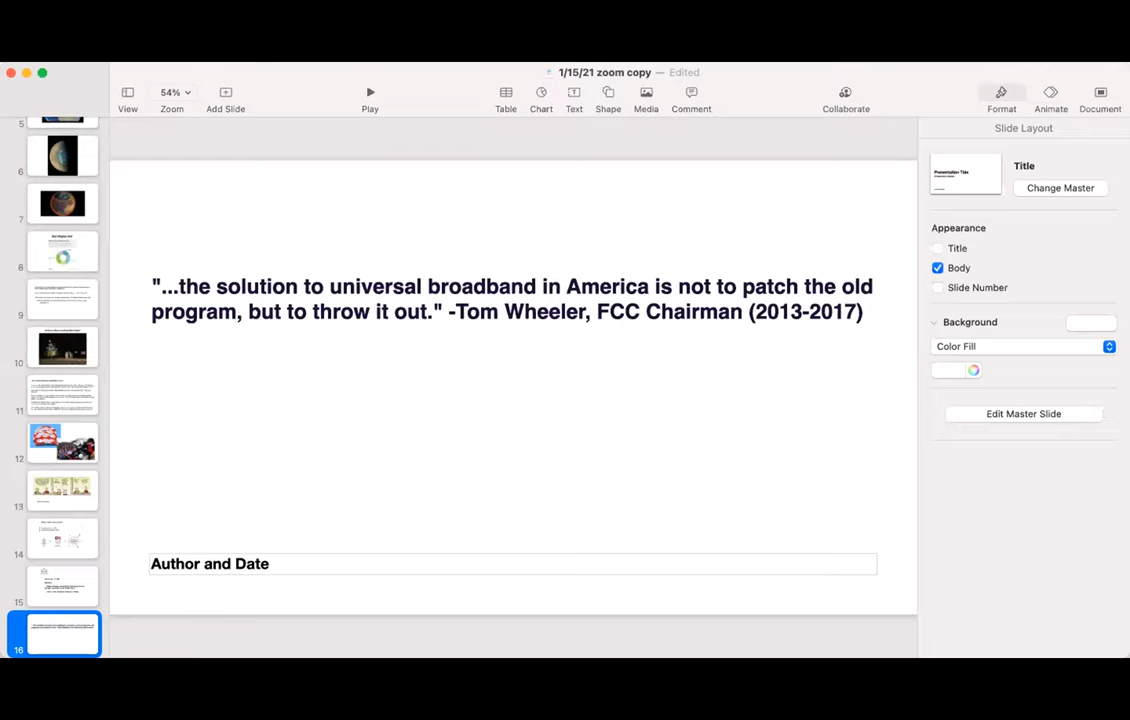 1/15/21 zoom copy — Edited
54%
View
Zoom
Add Slide
Play
Table
Chart
Text
Shape
Media
Comment
Collaborate
Format
Animate
Document
Slide Layout
5
6
7
8
9
10
11
12
13
14
15
16
"...the solution to universal broadband in America is not to patch the old
program, but to throw it out." -Tom Wheeler, FCC Chairman (2013-2017)
Author and Date
Presentation Title
Title
Change Master
Appearance
Title
Body
Slide Number
Background
Color Fill
Edit Master Slide